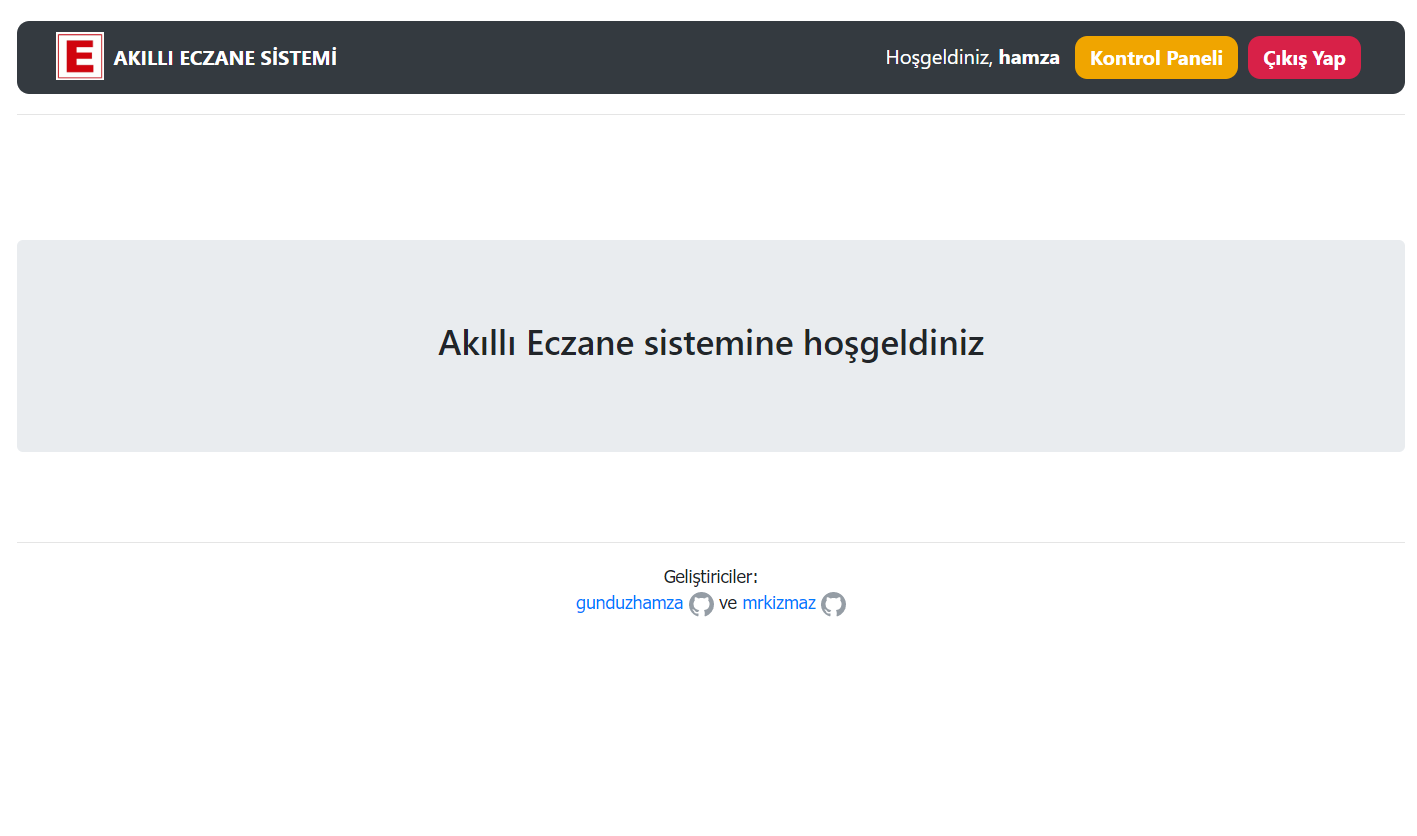 E AKILLI ECZANE SİSTEMİ Hoşgeldiniz, hamza Kontrol Paneli Çıkış Yap
Akıllı Eczane sistemine hoşgeldiniz
Geliştiriciler:
gunduzhamza ve mrkizmaz